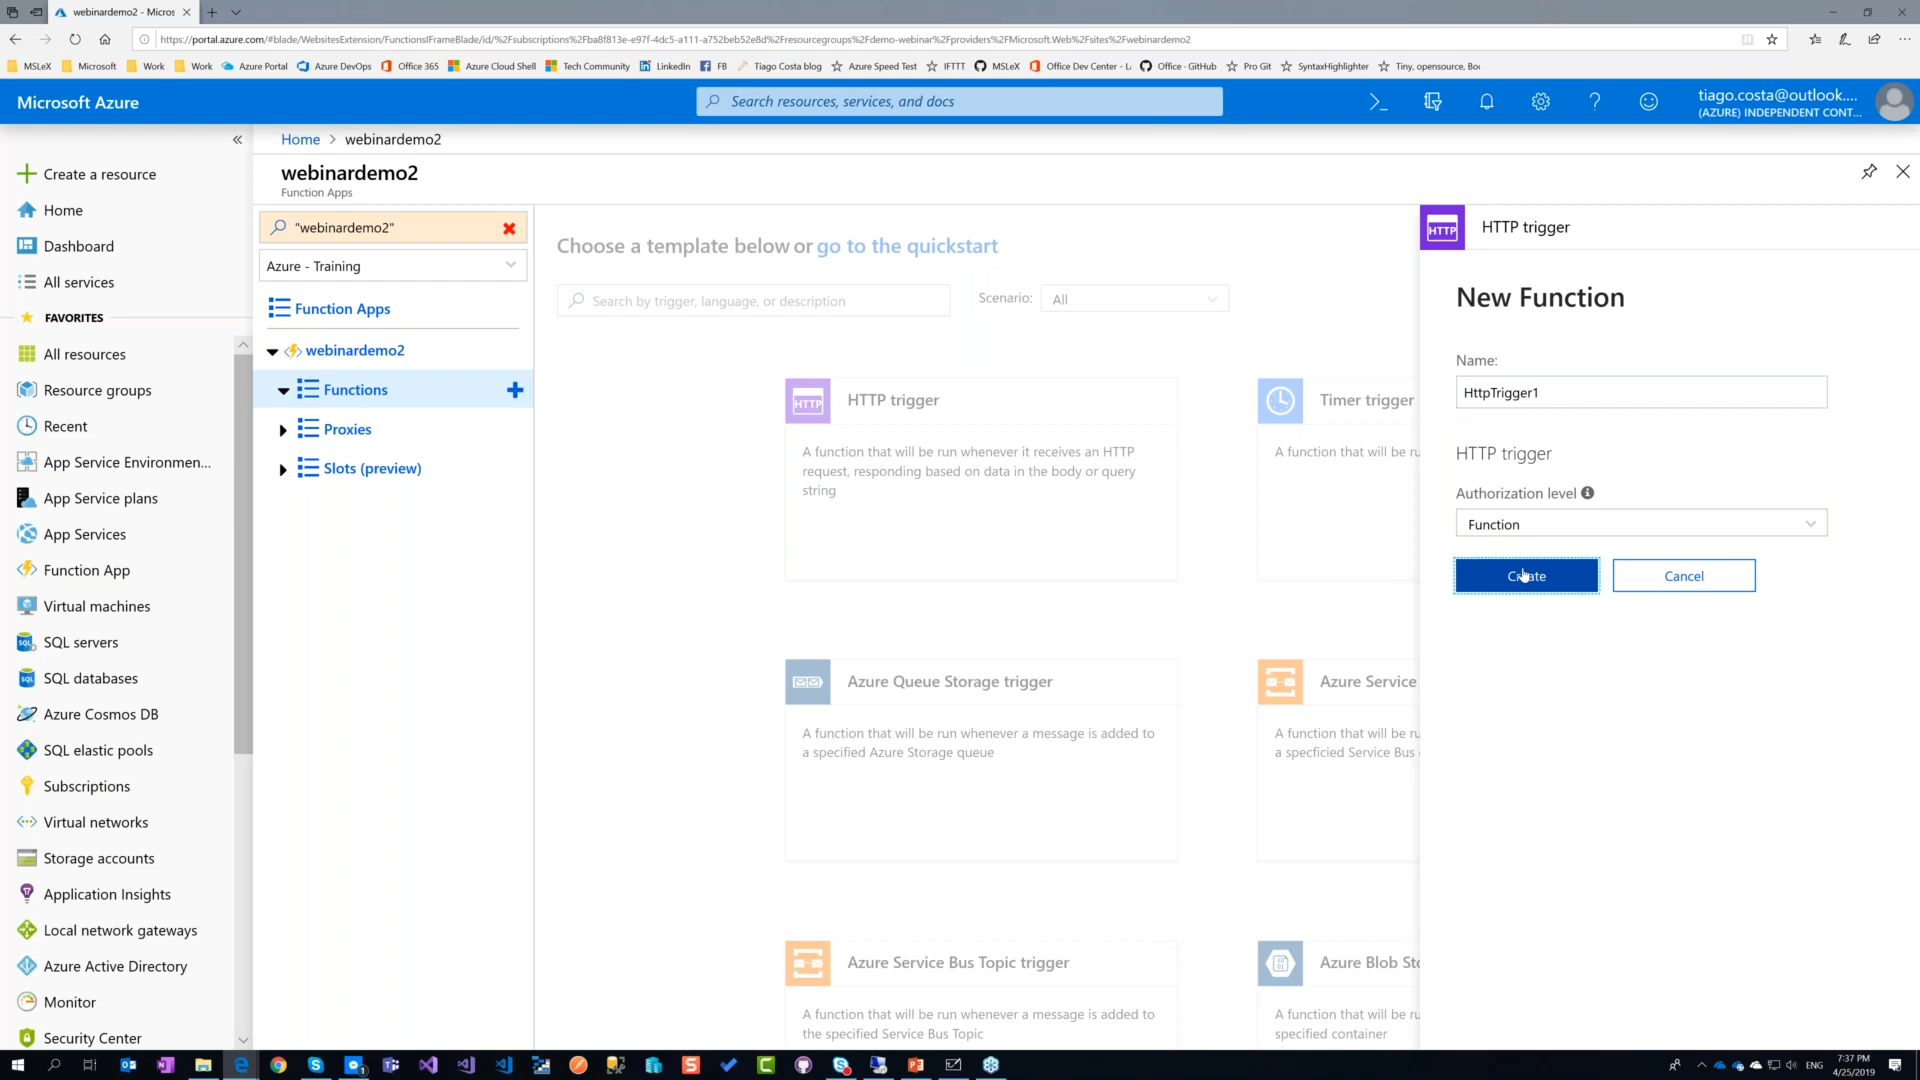 webinardemo2 - Micros
https://portal.azure.com/#blade/WebsitesExtension/FunctionsIFrameBlade/id/%2Fsubscriptions%2Fba8f813e-e97f-4dc5-a111-a752beb52e8d%2Fresourcegroups%2Fdemo-webinar%2Fproviders%2FMicrosoft.Web%2Fsites%2Fwebinardemo2
MSLeX Microsoft Work Work Azure Portal Azure DevOps Office 365 Azure Cloud Shell Tech Community LinkedIn FB Tiago Costa blog Azure Speed Test IFTTT MSLeX Office Dev Center - L Office · GitHub Pro Git SyntaxHighlighter Tiny, opensource, Boo
Microsoft Azure
Search resources, services, and docs
tiago.costa@outlook....
(AZURE) INDEPENDENT CONT...
Home > webinardemo2
Create a resource
Home
Dashboard
All services
FAVORITES
All resources
Resource groups
Recent
App Service Environmen...
App Service plans
App Services
Function App
Virtual machines
SQL servers
SQL databases
Azure Cosmos DB
SQL elastic pools
Subscriptions
Virtual networks
Storage accounts
Application Insights
Local network gateways
Azure Active Directory
Monitor
Security Center
webinardemo2
Function Apps
"webinardemo2"
Azure - Training
Function Apps
webinardemo2
Functions
Proxies
Slots (preview)
Choose a template below or go to the quickstart
Search by trigger, language, or description
Scenario: All
HTTP
HTTP trigger
A function that will be run whenever it receives an HTTP
request, responding based on data in the body or query
string
Timer trigger
A function that will be ru
Azure Queue Storage trigger
A function that will be run whenever a message is added to
a specified Azure Storage queue
Azure Service
A function that will be ru
a specficied Service Bus
Azure Service Bus Topic trigger
A function that will be run whenever a message is added to
the specified Service Bus Topic
Azure Blob Sto
A function that will be ru
specified container
HTTP
HTTP trigger
New Function
Name:
HttpTrigger1
HTTP trigger
Authorization level
Function
Create
Cancel
ENG
7:37 PM
4/25/2019